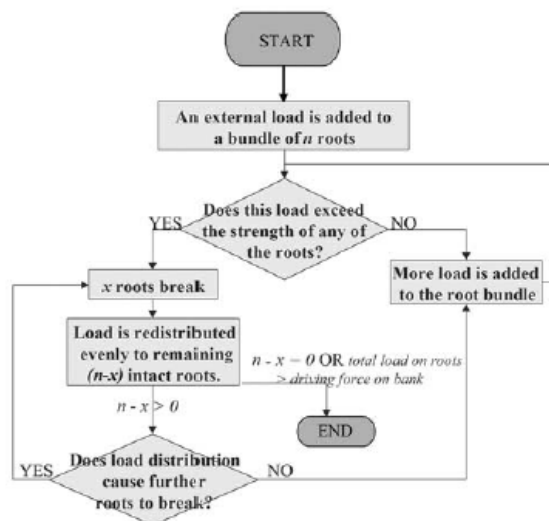 START
An external load is added to
a bundle of n roots
Does this load exceed
the strength of any of
the roots?
YES
NO
x roots break
More load is added
to the root bundle
Load is redistributed
evenly to remaining
(n-x) intact roots.
n - x = 0 OR total load on roots
> driving force on bank
n - x > 0
END
Does load distribution
cause further
roots to break?
YES
NO